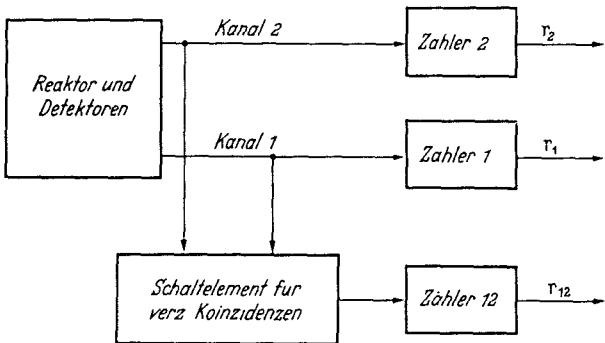 Kanal 2
Zahler 2
r2
Reaktor und
Detektoren
Kanal 1
Zahler 1
r1
Schaltelement fur
verz Koinzidenzen
Zähler 12
r12